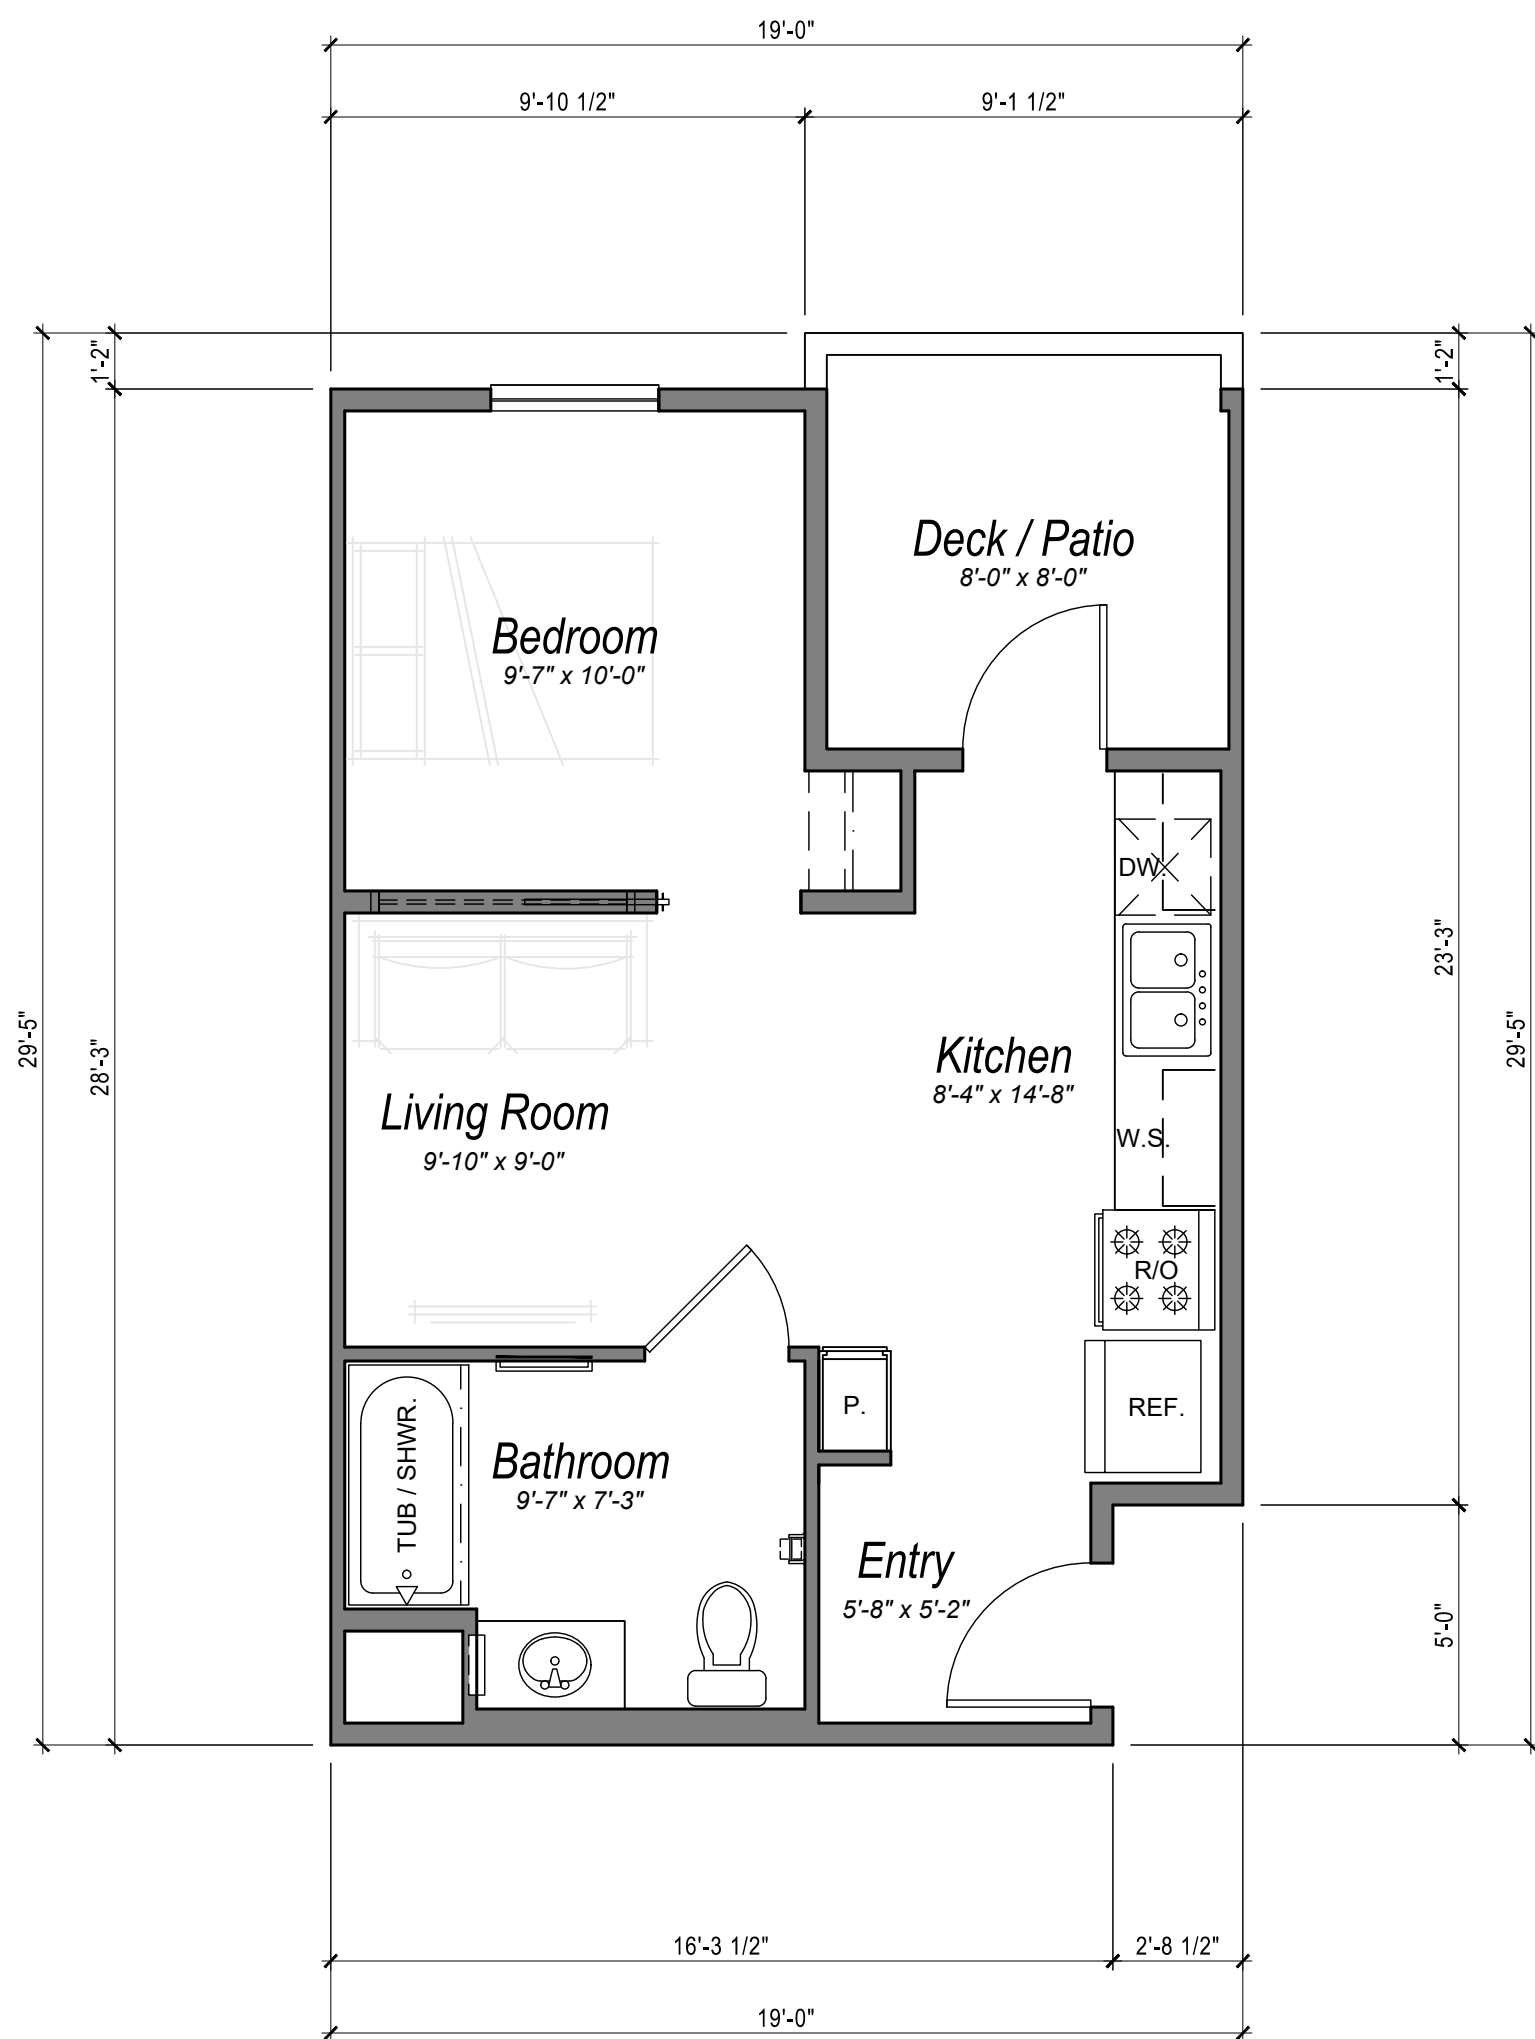 19'-0"
9'-10 1/2"
9'-1 1/2"
1'-2"
1'-2"
Deck / Patio
8'-0" x 8'-0"
Bedroom
9'-7" x 10'-0"
DW.
23'-3"
29'-5"
28'-3"
29'-5"
Kitchen
8'-4" x 14'-8"
Living Room
9'-10" x 9'-0"
W.S.
R/O
REF.
P.
TUB / SHWR.
Bathroom
9'-7" x 7'-3"
Entry
5'-8" x 5'-2"
5'-0"
16'-3 1/2"
2'-8 1/2"
19'-0"